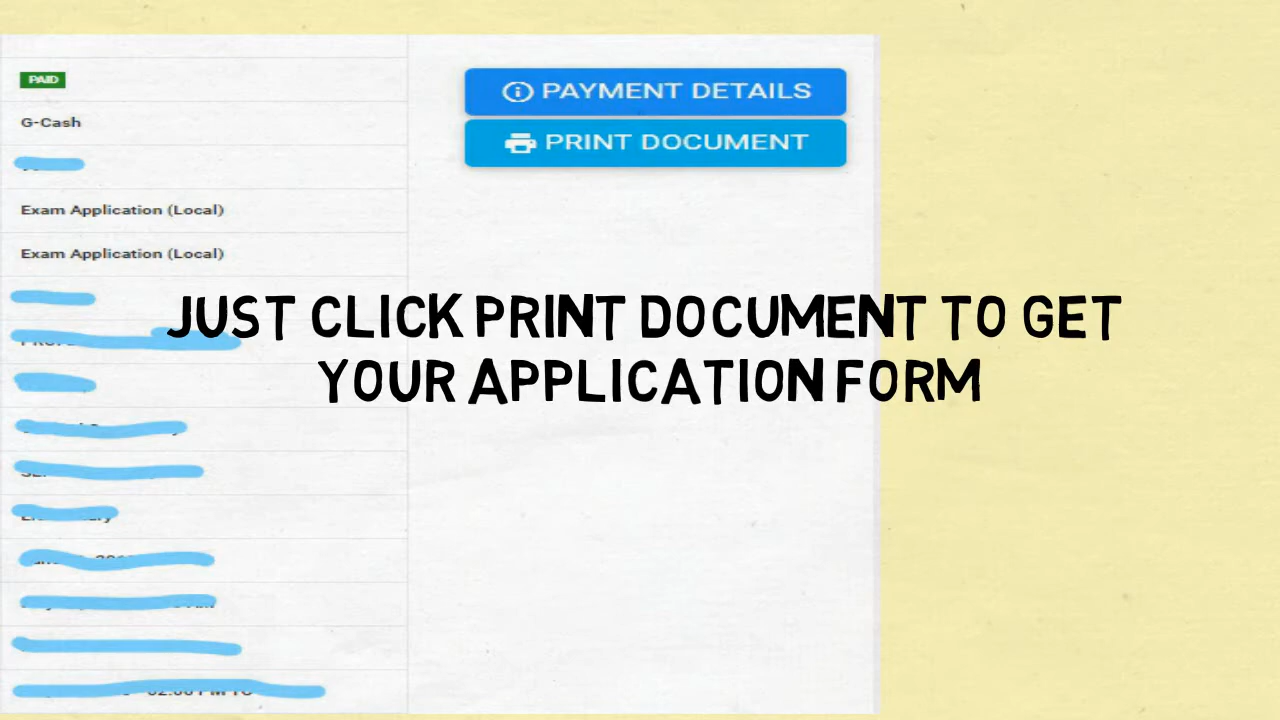 PAID
PAYMENT DETAILS
G-Cash
PRINT DOCUMENT
Exam Application (Local)
Exam Application (Local)
JUST CLICK PRINT DOCUMENT TO GET
YOUR APPLICATION FORM